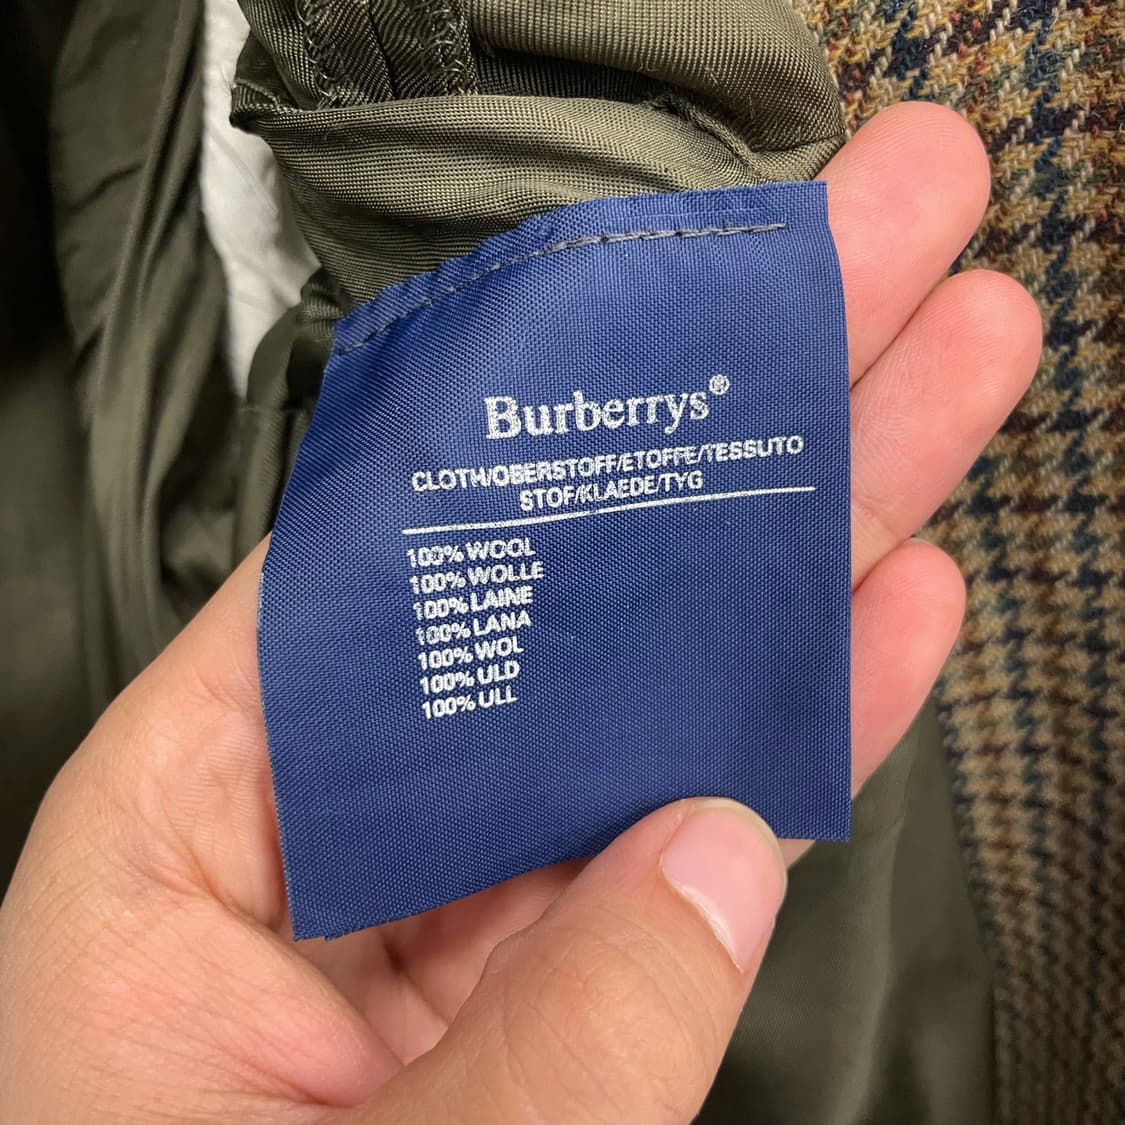 Burberrys®
CLOTH/OBERSTOFF/ETOFFE/TESSUTO
STOF/KLAEDE/TYG
100% WOOL
100% WOLLE
100% LAINE
100% LANA
100% WOL
100% ULD
100% ULL